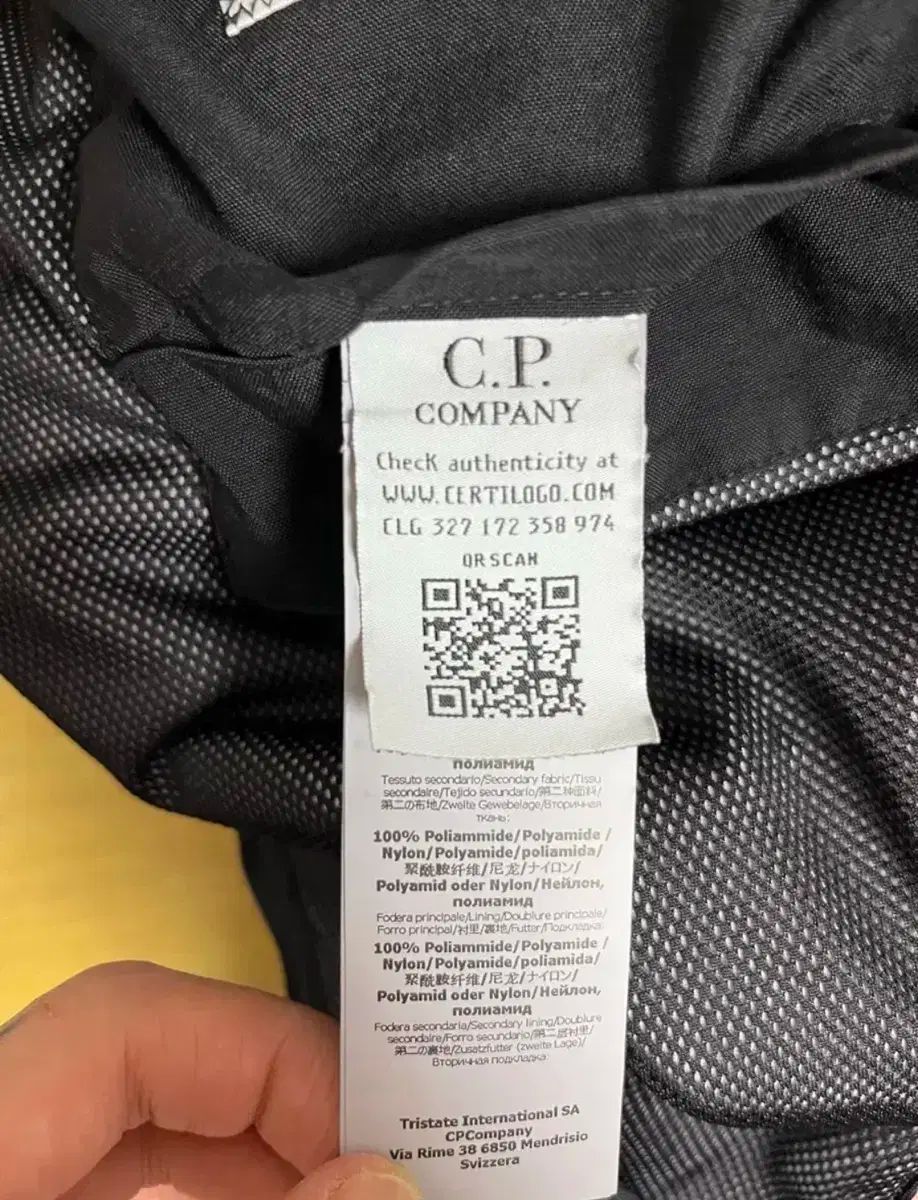 C.P.
COMPANY
Check authenticity at
WWW.CERTILOGO.COM
CLG 327 172 358 974
QR SCAN
полиамид
Tessuto secondario/Secondary fabric/Tissu
secondaire/Tejido secundario/第二种面料/
第二の布地/Zweite Gewebelage/Вторичная
ткань:
100% Poliammide/Polyamide /
Nylon/Polyamide/poliamida/
聚酰胺纤维/尼龙/ナイロン/
Polyamid oder Nylon/Нейлон,
полиамид
Fodera principale/Lining/Doublure principale/
Forro principal/衬里/裏地/Futter/Подкладка:
100% Poliammide/Polyamide /
Nylon/Polyamide/poliamida/
聚酰胺纤维/尼龙/ナイロン/
Polyamid oder Nylon/Нейлон,
полиамид
Fodera secondaria/Secondary lining/Doublure
secondaire/Forro secundario/第二层衬里/
第二の裏地/Zusatzfutter (zweite Lage)/
Вторичная подкладка:
Tristate International SA
CPCompany
Via Rime 38 6850 Mendrisio
Svizzera